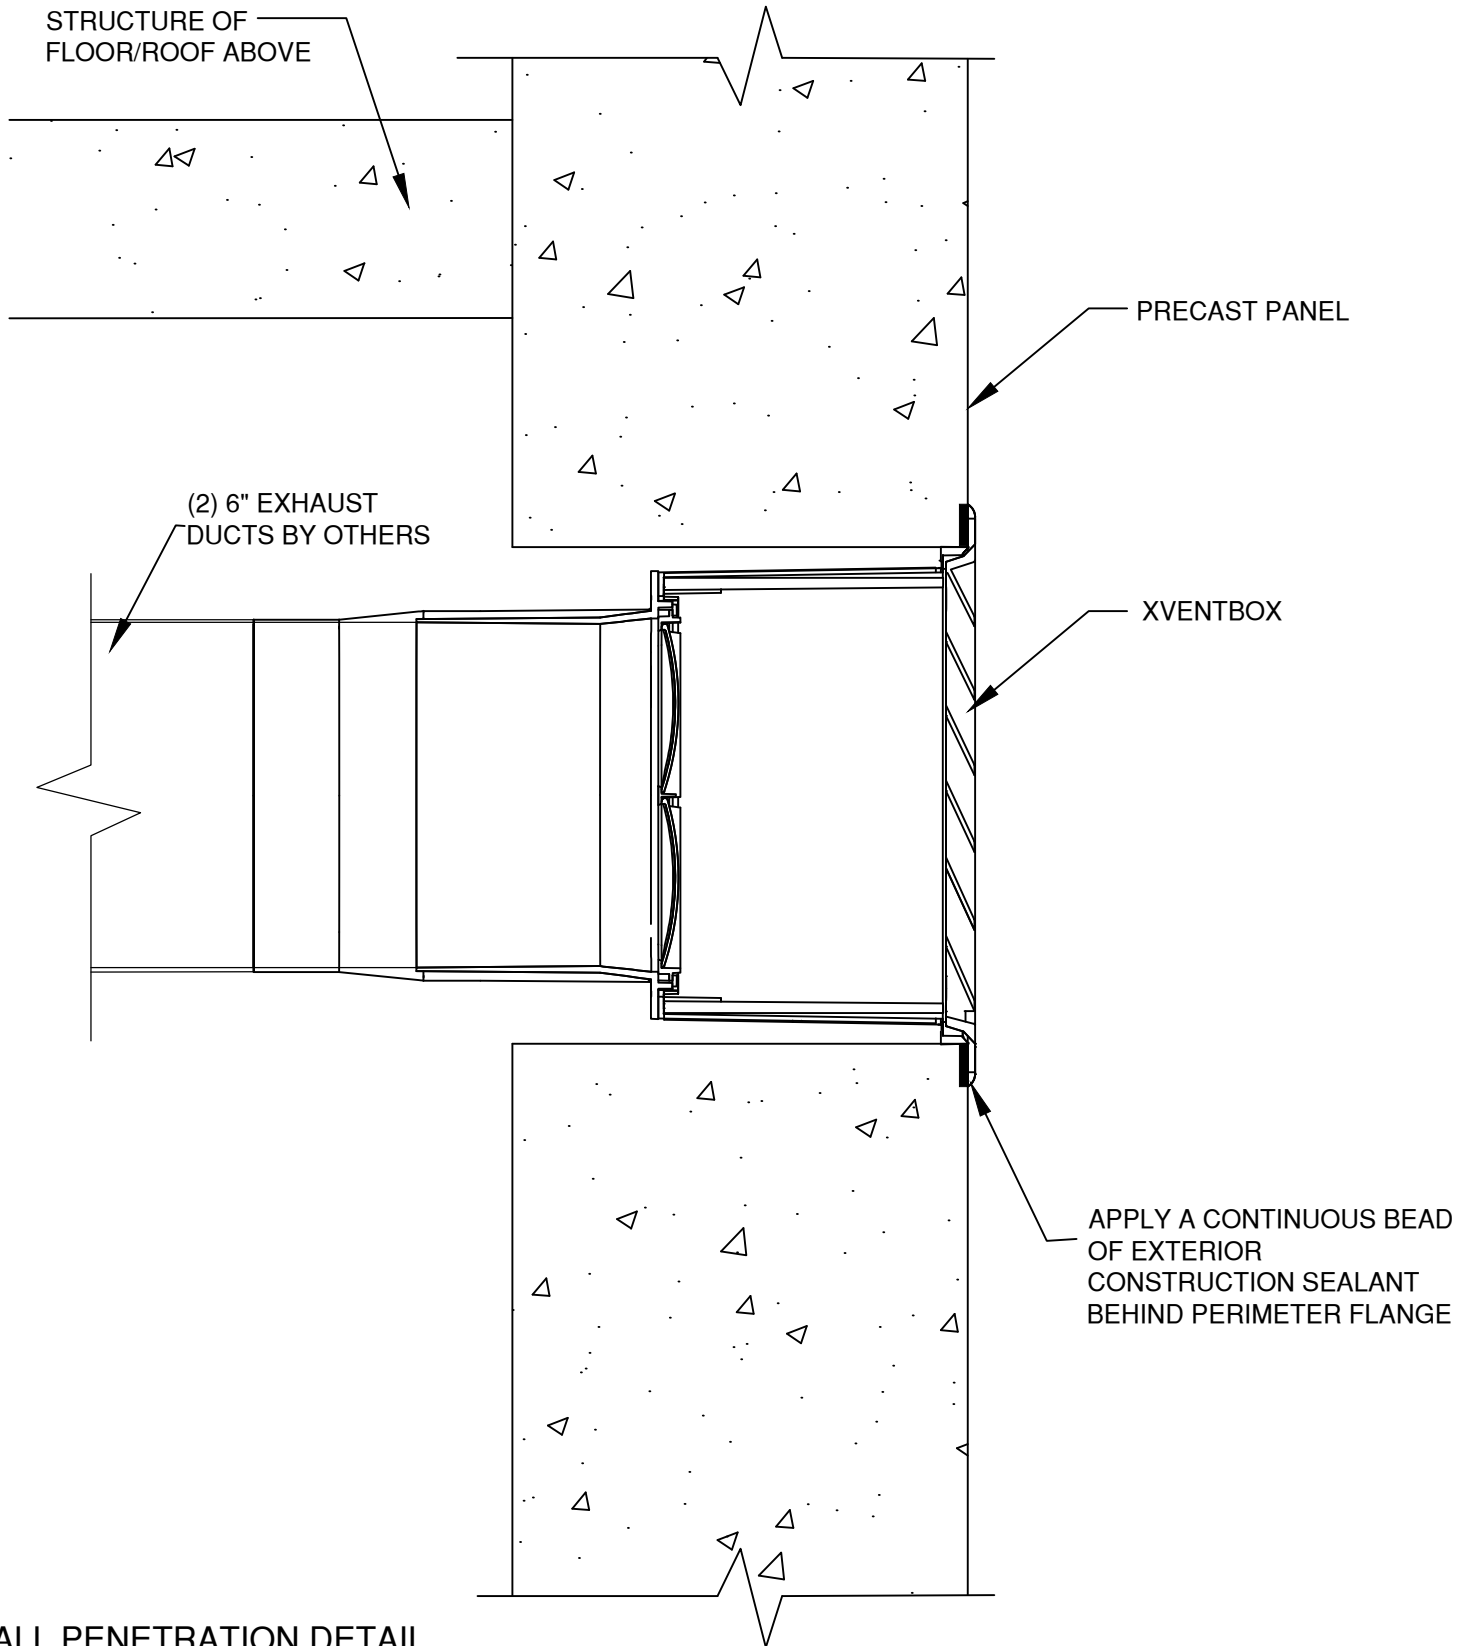 STRUCTURE OF
FLOOR/ROOF ABOVE
PRECAST PANEL
(2) 6" EXHAUST
DUCTS BY OTHERS
XVENTBOX
APPLY A CONTINUOUS BEAD
OF EXTERIOR
CONSTRUCTION SEALANT
BEHIND PERIMETER FLANGE
PENETRATION DETAIL